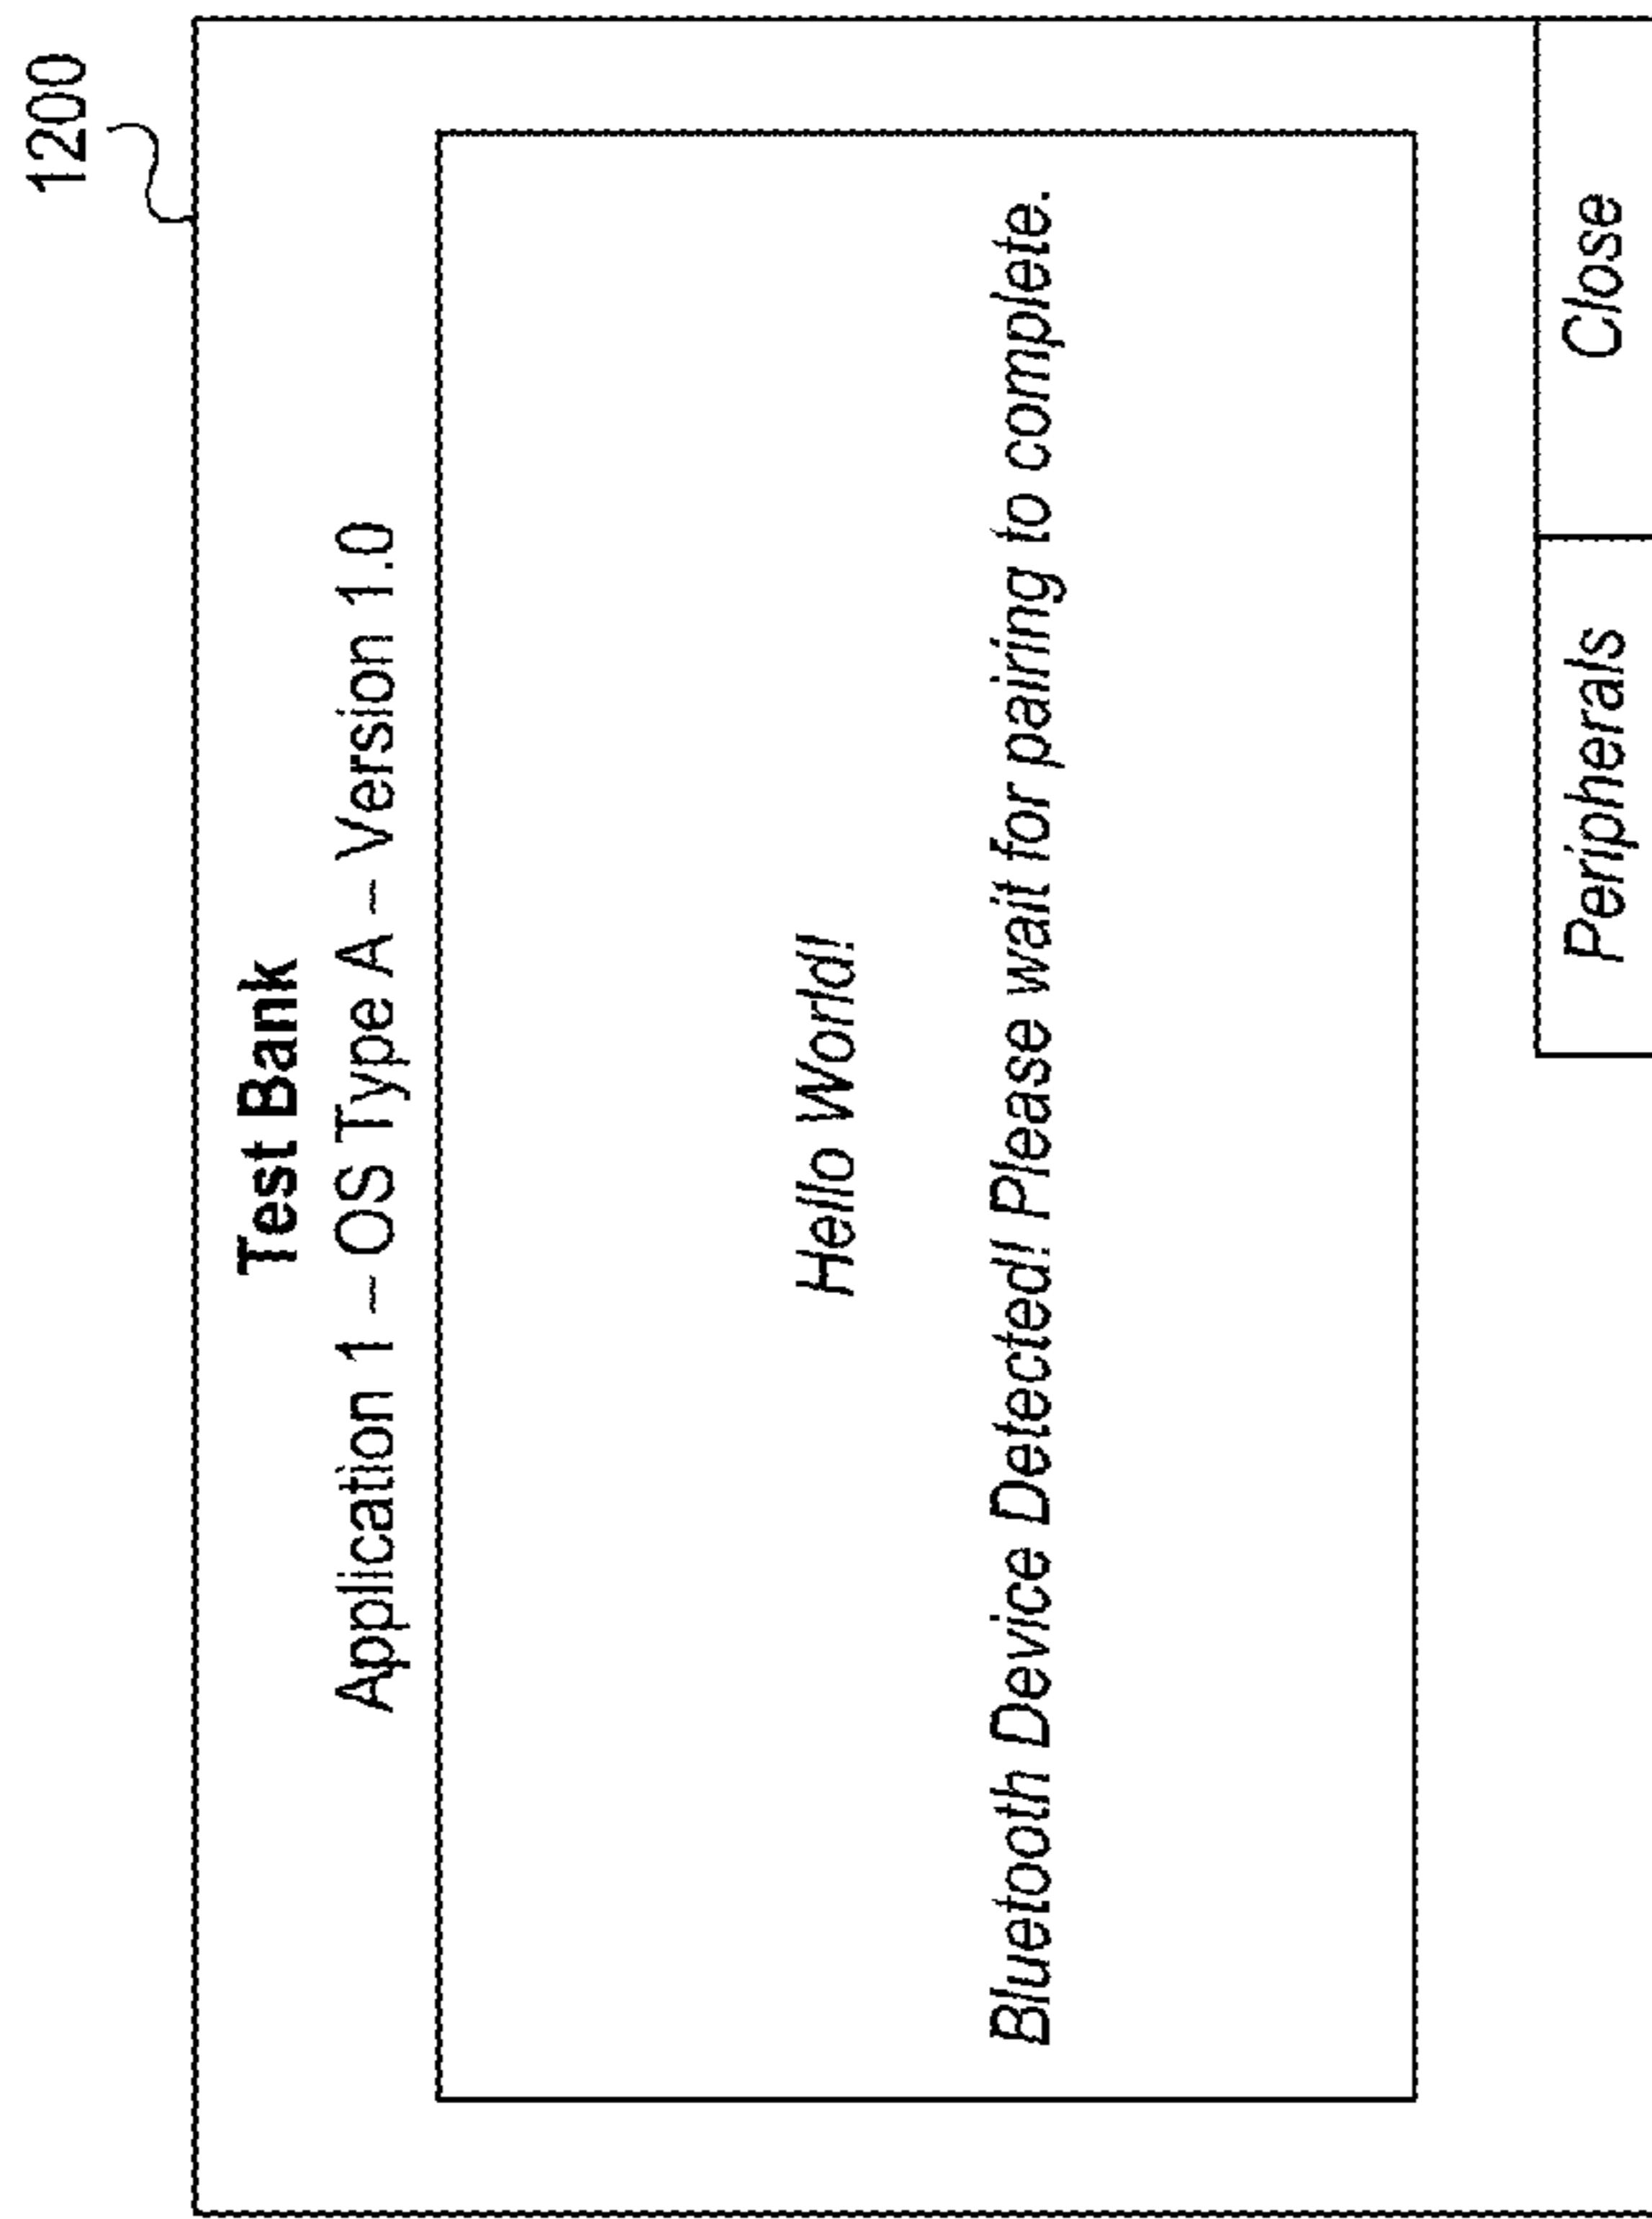 1200
Test Bank
Application 1 – OS Type A – Version 1.0
Hello World!
Bluetooth Device Detected! Please wait for pairing to complete.
Peripherals
Close